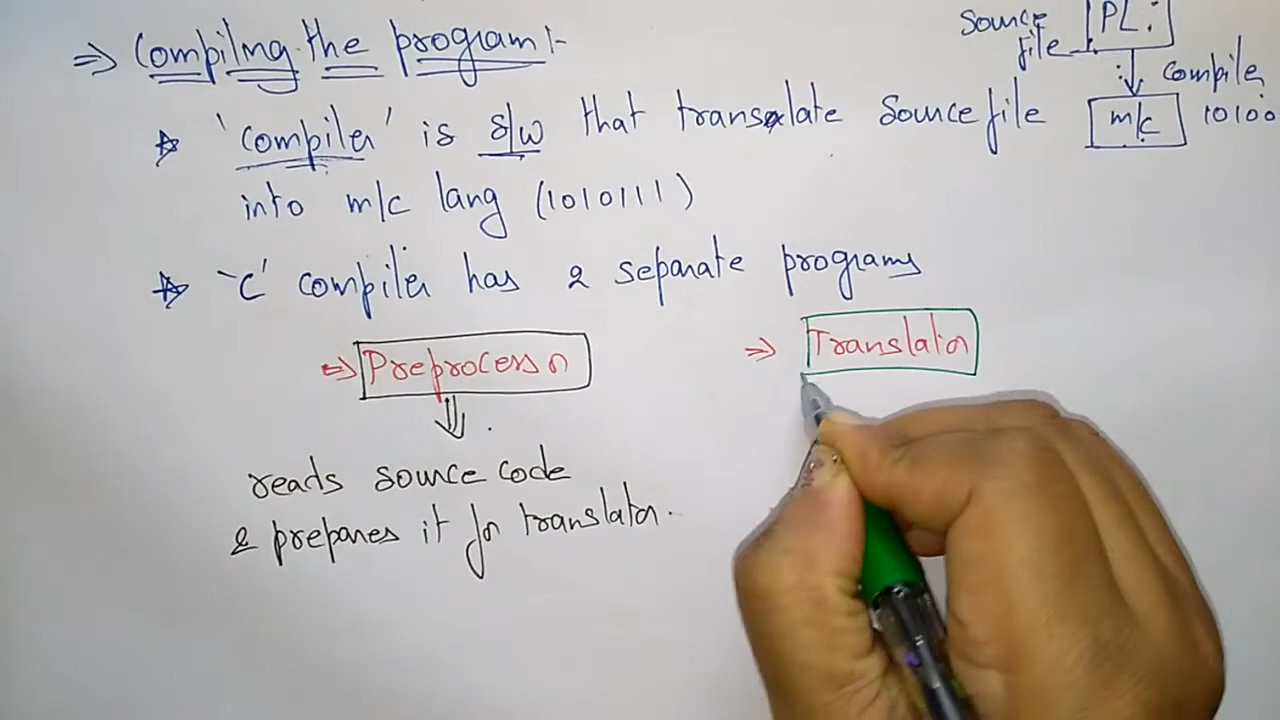 ⇒ Compiling the program:-
Source file
PL:
compiler
m/c 10100
☆ 'compiler' is s/w that translate source file
into m/c lang (1010111)
☆ 'C' compiler has 2 separate programs
⇒ Preprocessor
⇒ Translator
reads source code
& prepares it for translator.